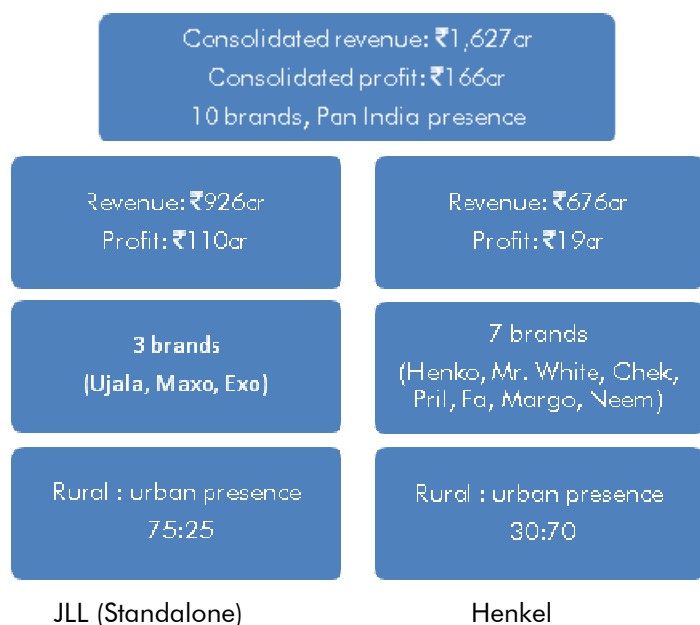 Consolidated revenue: ₹1,627cr
Consolidated profit: ₹166cr
10 brands, Pan India presence
Revenue: ₹926cr
Profit: ₹110cr
Revenue: ₹676cr
Profit: ₹19cr
3 brands
(Ujala, Maxo, Exo)
7 brands
(Henko, Mr. White, Chek,
Pril, Fa, Margo, Neem)
Rural : urban presence
75:25
Rural : urban presence
30:70
JLL (Standalone)
Henkel